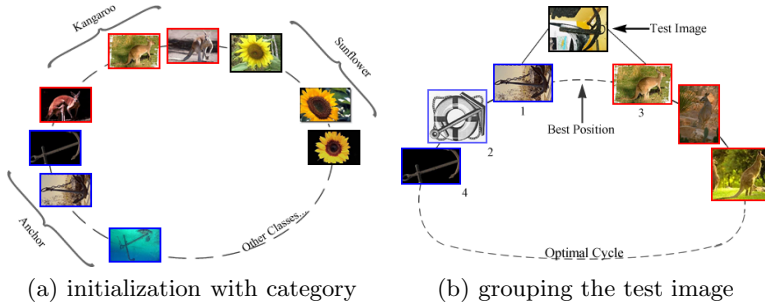 Kangaroo
Sunflower
Anchor
Other Classes...
(a) initialization with category
Test Image
1
Best Position
3
2
4
Optimal Cycle
(b) grouping the test image